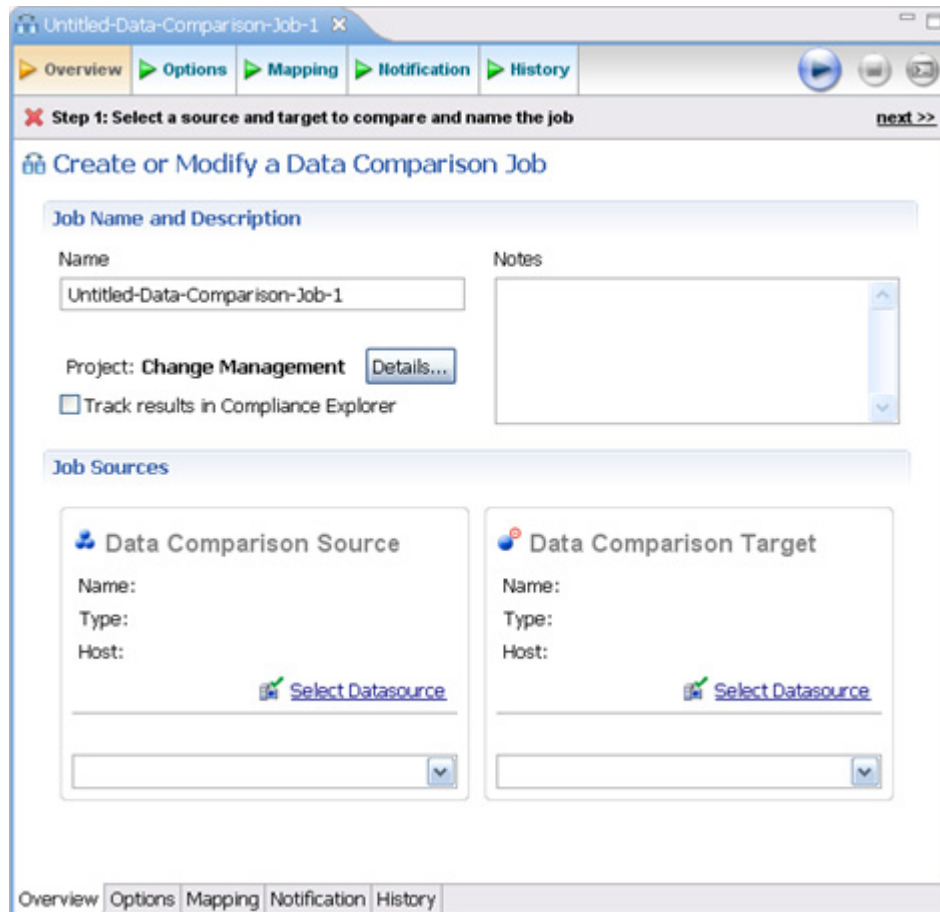 Untitled-Data-Comparison-Job-1
Overview Options Mapping Notification History
Step 1: Select a source and target to compare and name the job next >>
Create or Modify a Data Comparison Job
Job Name and Description
Name Notes
Untitled-Data-Comparison-Job-1
Project: Change Management Details...
Track results in Compliance Explorer
Job Sources
Data Comparison Source Data Comparison Target
Name: Name:
Type: Type:
Host: Host:
Select Datasource Select Datasource
Overview Options Mapping Notification History